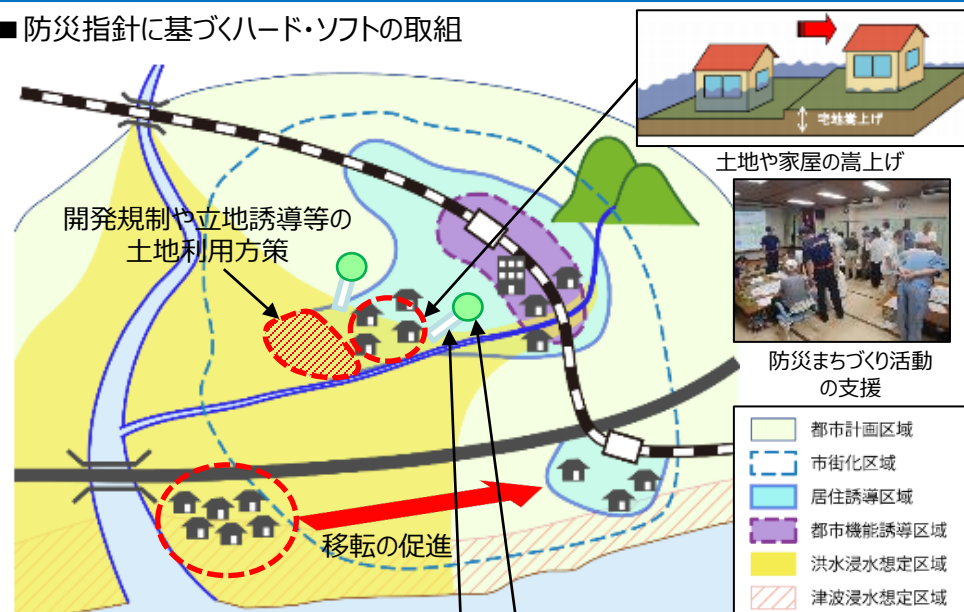 ■防災指針に基づくハード・ソフトの取組
宅地嵩上げ
土地や家屋の嵩上げ
開発規制や立地誘導等の
土地利用方策
防災まちづくり活動
の支援
移転の促進
都市計画区域
市街化区域
居住誘導区域
都市機能誘導区域
洪水浸水想定区域
津波浸水想定区域